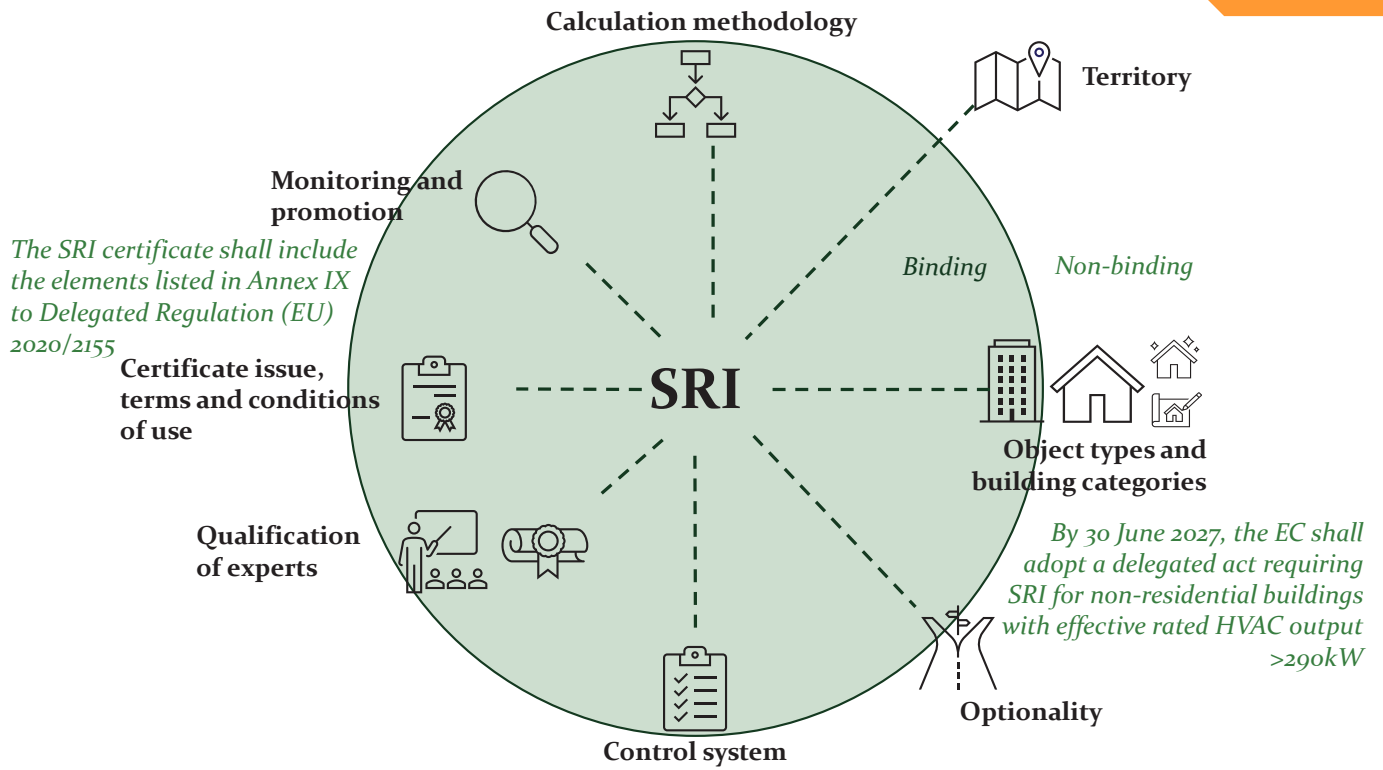 Calculation methodology
Territory
Monitoring and
promotion
The SRI certificate shall include
the elements listed in Annex IX
to Delegated Regulation (EU)
2020/2155
Binding
Non-binding
Certificate issue,
terms and conditions
of use
SRI
Object types and
building categories
Qualification
of experts
By 30 June 2027, the EC shall
adopt a delegated act requiring
SRI for non-residential buildings
with effective rated HVAC output
>290kW
Optionality
Control system